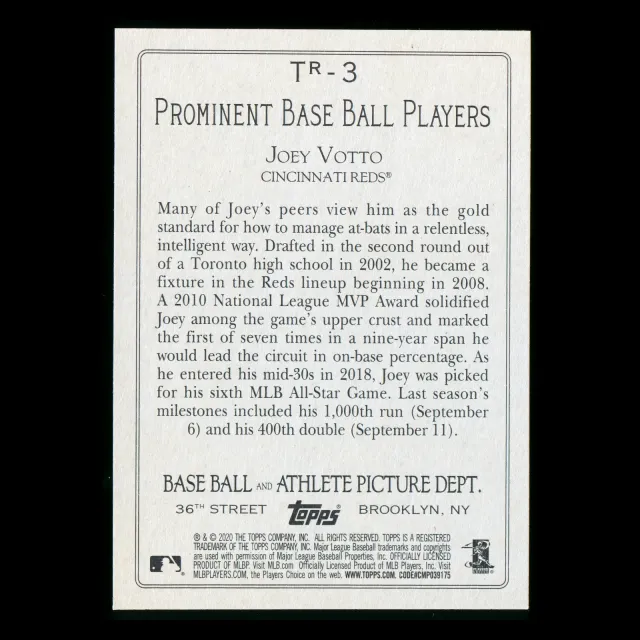 TR-3
PROMINENT BASE BALL PLAYERS
JOEY VOTTO
CINCINNATI REDS®
Many of Joey's peers view him as the gold
standard for how to manage at-bats in a relentless,
intelligent way. Drafted in the second round out
of a Toronto high school in 2002, he became a
fixture in the Reds lineup beginning in 2008.
A 2010 National League MVP Award solidified
Joey among the game's upper crust and marked
the first of seven times in a nine-year span he
would lead the circuit in on-base percentage. As
he entered his mid-30s in 2018, Joey was picked
for his sixth MLB All-Star Game. Last season's
milestones included his 1,000th run (September
6) and his 400th double (September 11).
BASE BALL AND ATHLETE PICTURE DEPT.
36TH STREET topps BROOKLYN, NY
® & © 2020 THE TOPPS COMPANY, INC. ALL RIGHTS RESERVED. TOPPS IS A REGISTERED
TRADEMARK OF THE TOPPS COMPANY, INC. Major League Baseball trademarks and copyrights
are used with permission of Major League Baseball Properties, Inc. OFFICIALLY LICENSED
PRODUCT OF MLBP. Visit MLB.com Officially Licensed Product of MLB Players, Inc. Visit
MLBPLAYERS.COM, the Players Choice on the web. WWW.TOPPS.COM. CODE#CMP039175